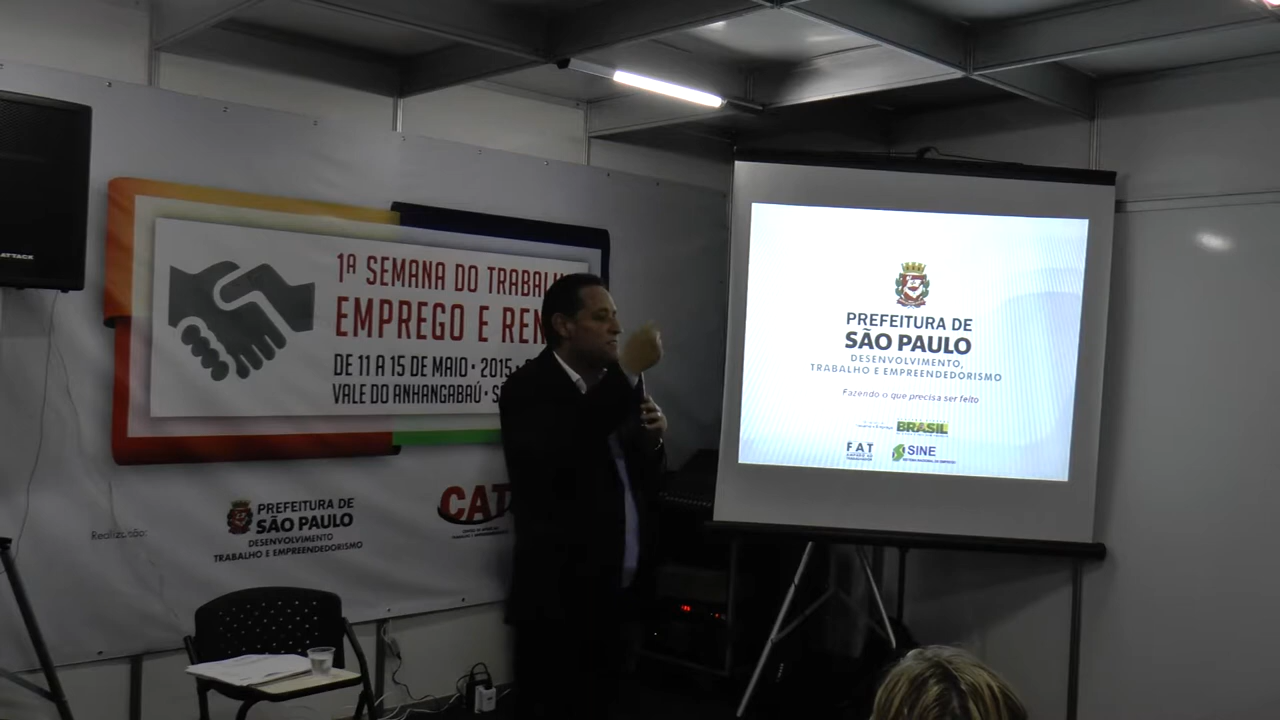 ATTACK
1ª SEMANA DO TRABALH
EMPREGO E REN
DE 11 A 15 DE MAIO • 2015 •
VALE DO ANHANGABAÚ • S
Realização:
PREFEITURA DE
SÃO PAULO
DESENVOLVIMENTO
TRABALHO E EMPREENDEDORISMO
CAT
PREFEITURA DE
SÃO PAULO
DESENVOLVIMENTO,
TRABALHO E EMPREENDEDORISMO
Fazendo o que precisa ser feito
BRASIL
FAT
SINE